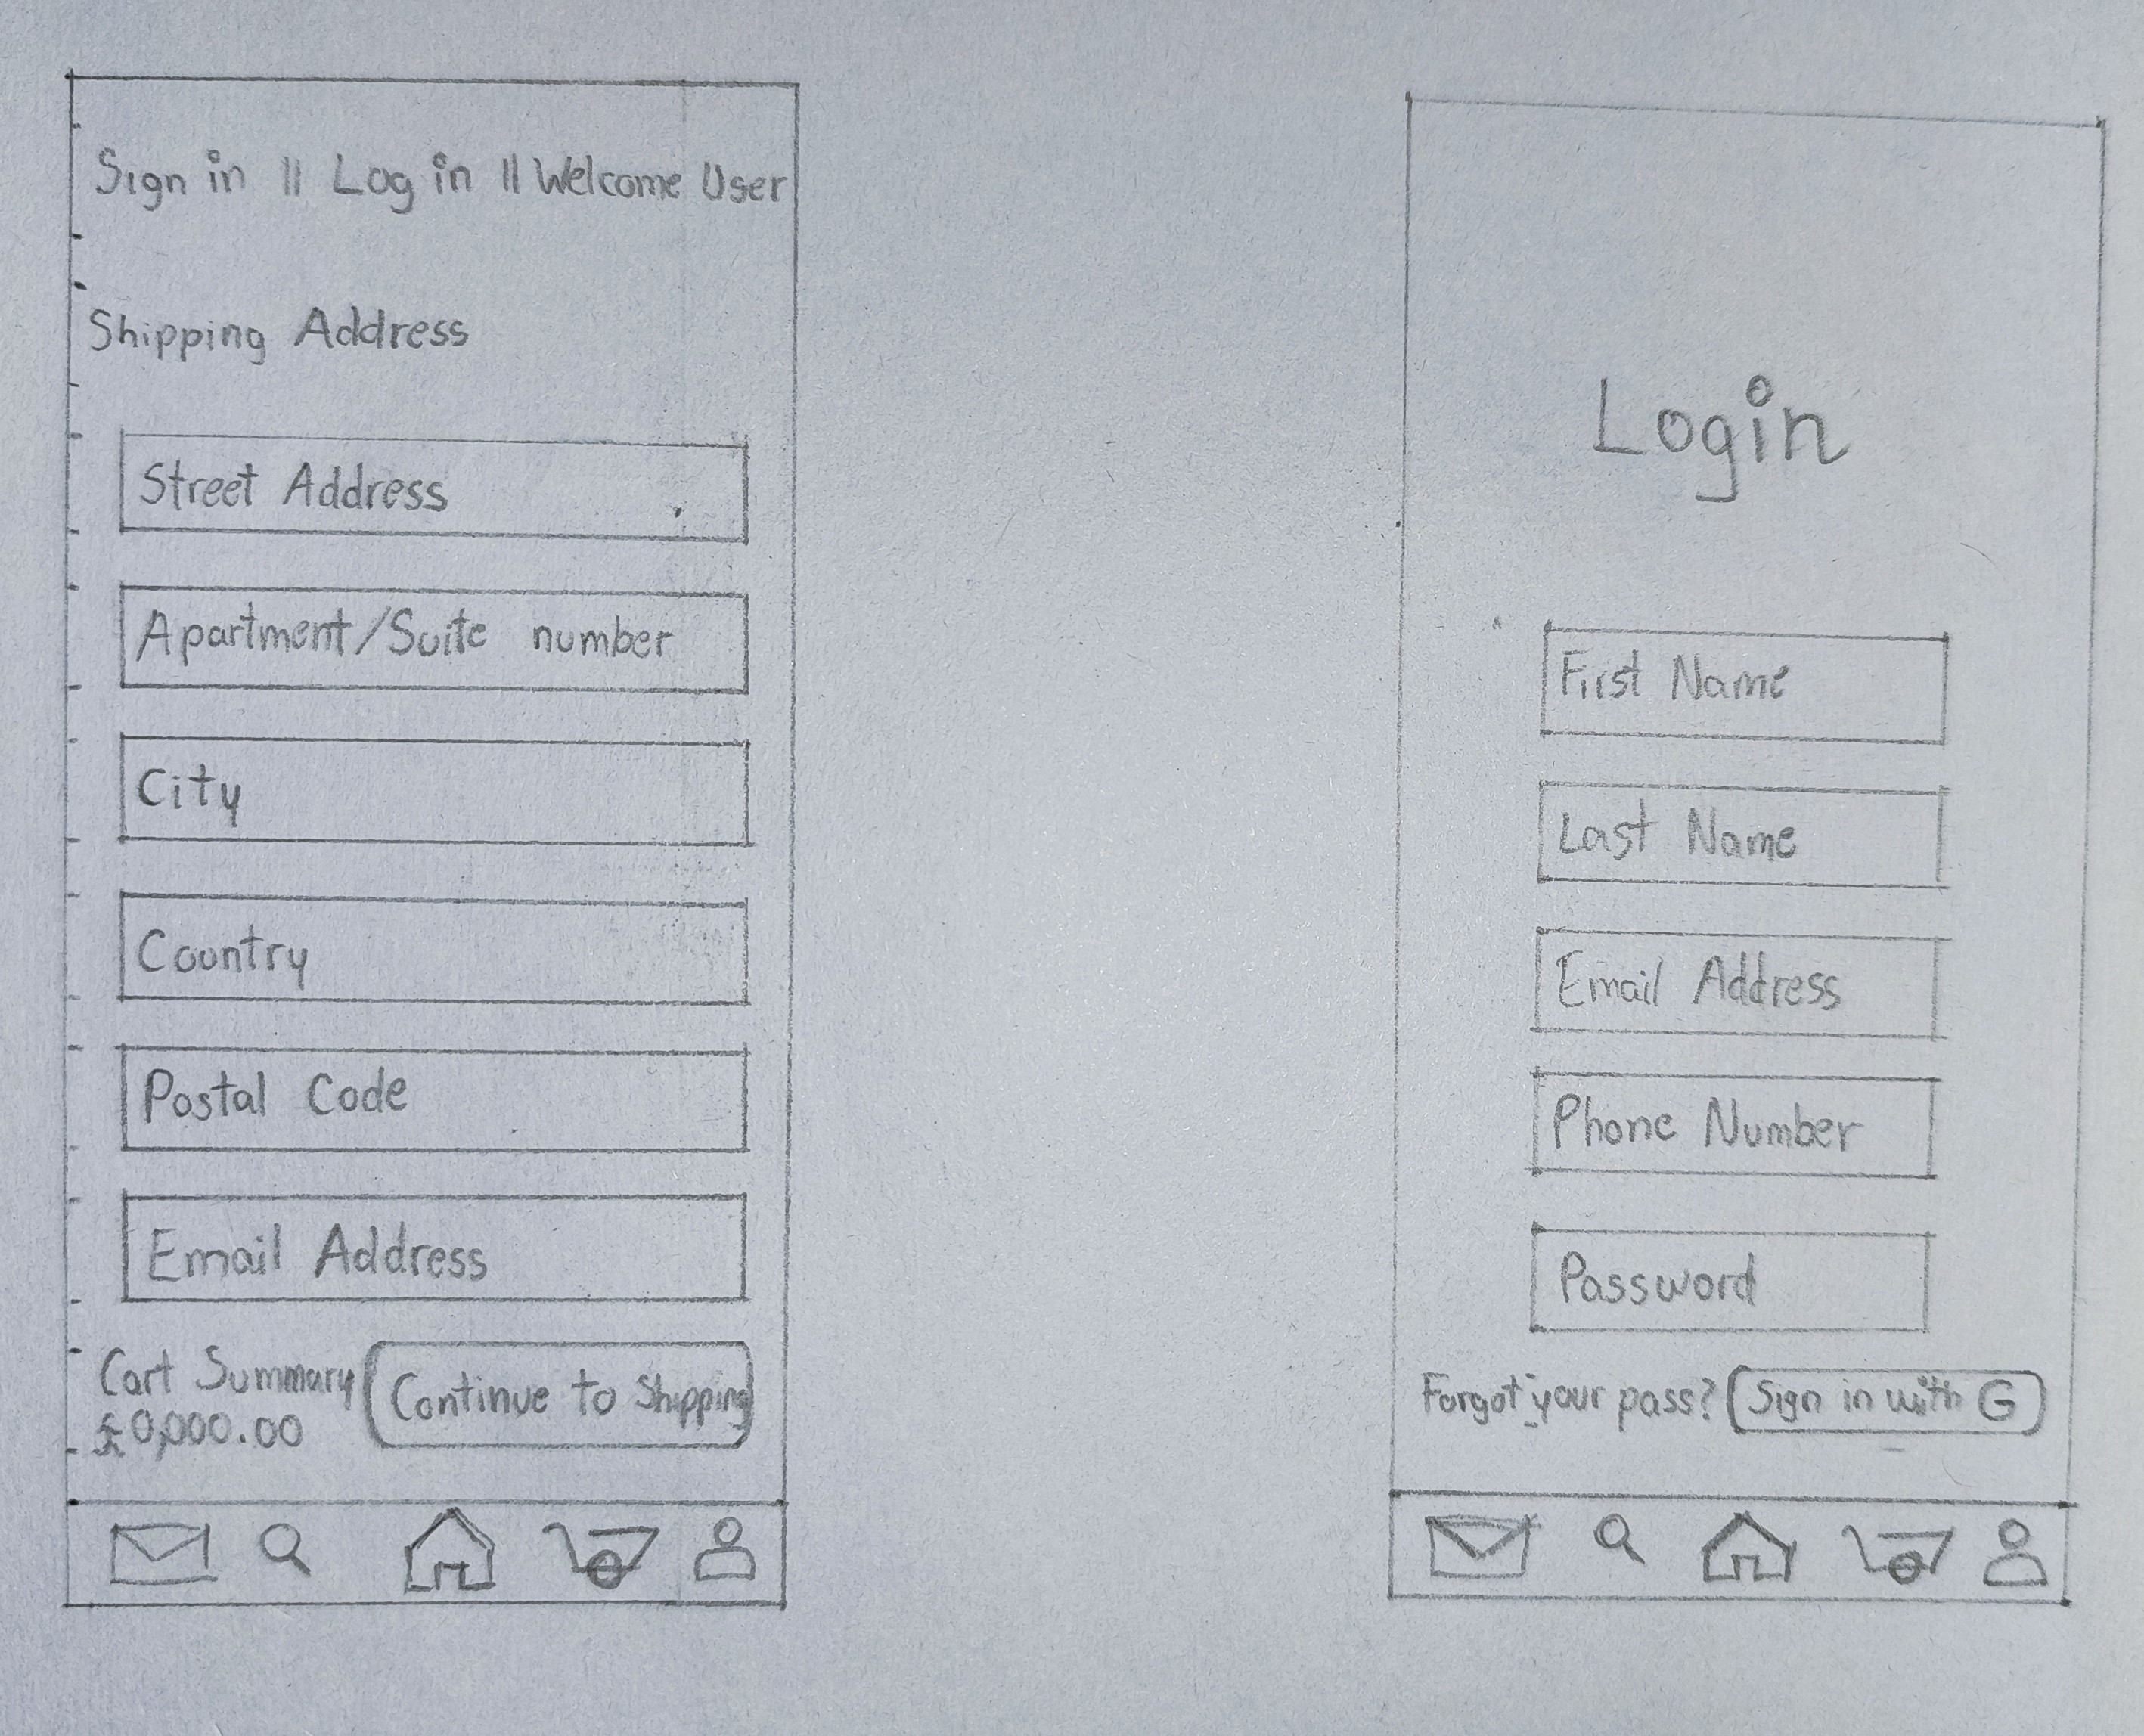 Sign in || Log in || Welcome User
Shipping Address
Street Address
Apartment/Suite number
City
Country
Postal Code
Email Address
Cart Summary
0,000.00
Continue to Shipping
Login
First Name
Last Name
Email Address
Phone Number
Password
Forgot your pass?
Sign in with G